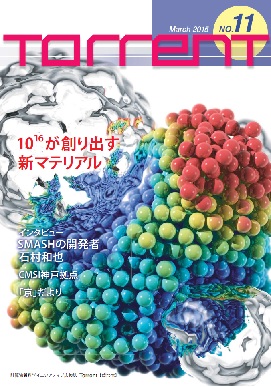 March 2015
NO.11
TORRENT
10¹⁶が創り出す
新マテリアル
インタビュー
SMASHの開発者
石村和也
CMSI神戸拠点
「京」だより